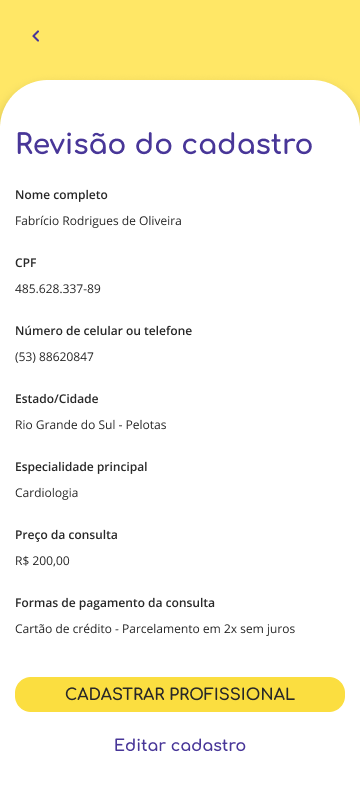 Revisão do cadastro
Nome completo
Fabrício Rodrigues de Oliveira
CPF
485.628.337-89
Número de celular ou telefone
(53) 88620847
Estado/Cidade
Rio Grande do Sul - Pelotas
Especialidade principal
Cardiologia
Preço da consulta
R$ 200,00
Formas de pagamento da consulta
Cartão de crédito - Parcelamento em 2x sem juros
CADASTRAR PROFISSIONAL
Editar cadastro